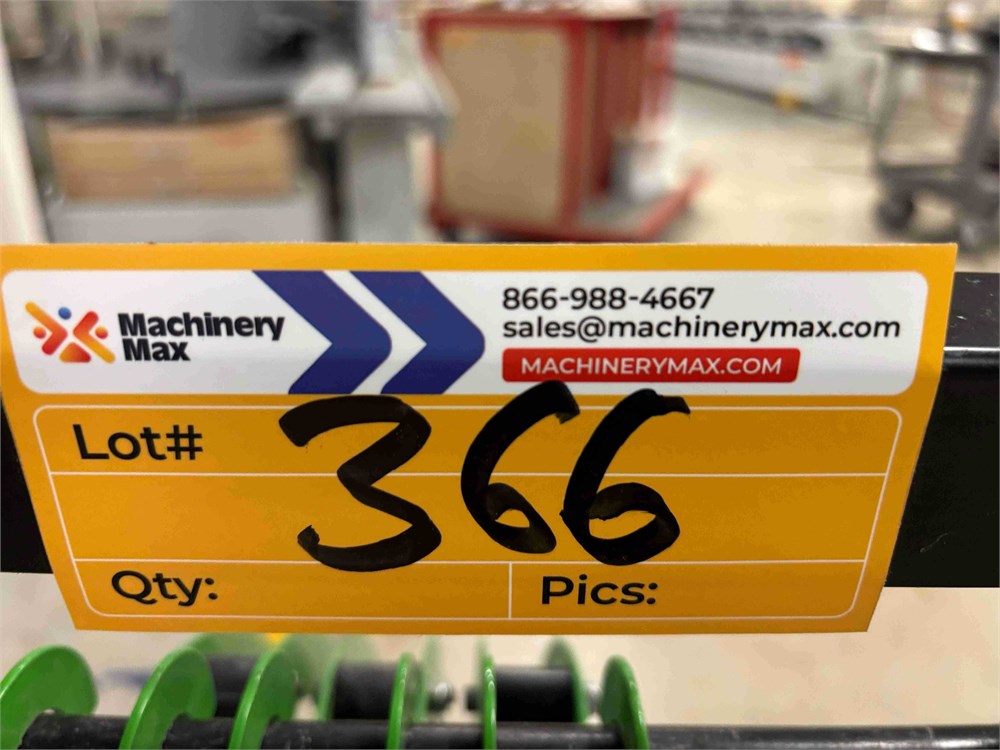 Machinery
Max
866-988-4667
sales@machinerymax.com
MACHINERYMAX.COM
Lot# 366
Qty:
Pics: